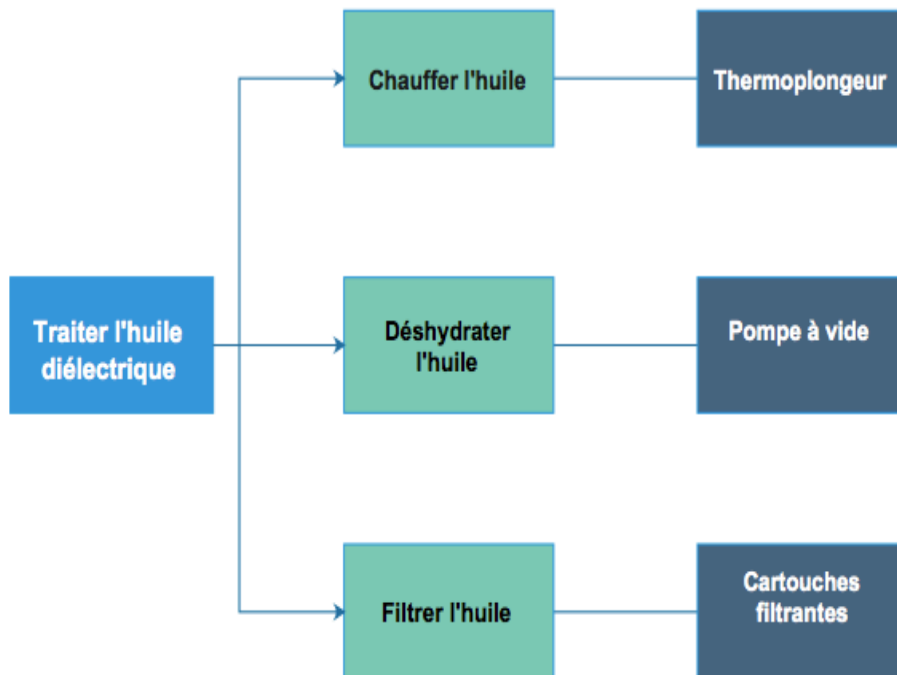 Chauffer l'huile
Thermoplongeur
Traiter l'huile
diélectrique
Déshydrater
l'huile
Pompe à vide
Filtrer l'huile
Cartouches
filtrantes